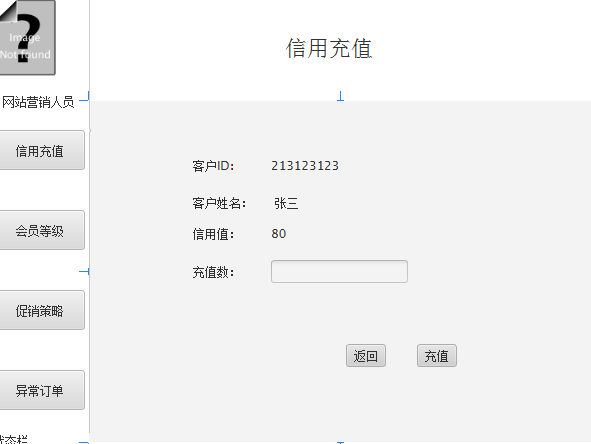 Image
Not found
信用充值
网站营销人员
信用充值
会员等级
促销策略
异常订单
客户ID： 213123123
客户姓名： 张三
信用值： 80
充值数：
返回 充值
态栏